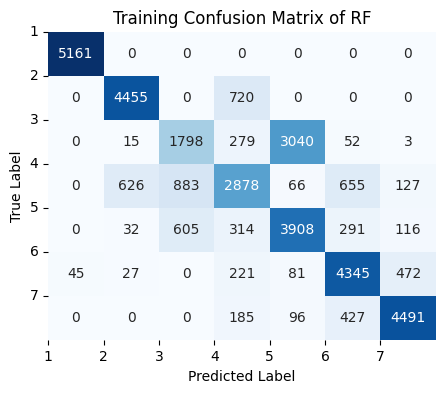 Training Confusion Matrix of RF
1
5161 0 0 0 0 0 0
2
0 4455 0 720 0 0 0
3
0 15 1798 279 3040 52 3
4
0 626 883 2878 66 655 127
5
0 32 605 314 3908 291 116
6
45 27 0 221 81 4345 472
7
0 0 0 185 96 427 4491
1 2 3 4 5 6 7
True Label
Predicted Label